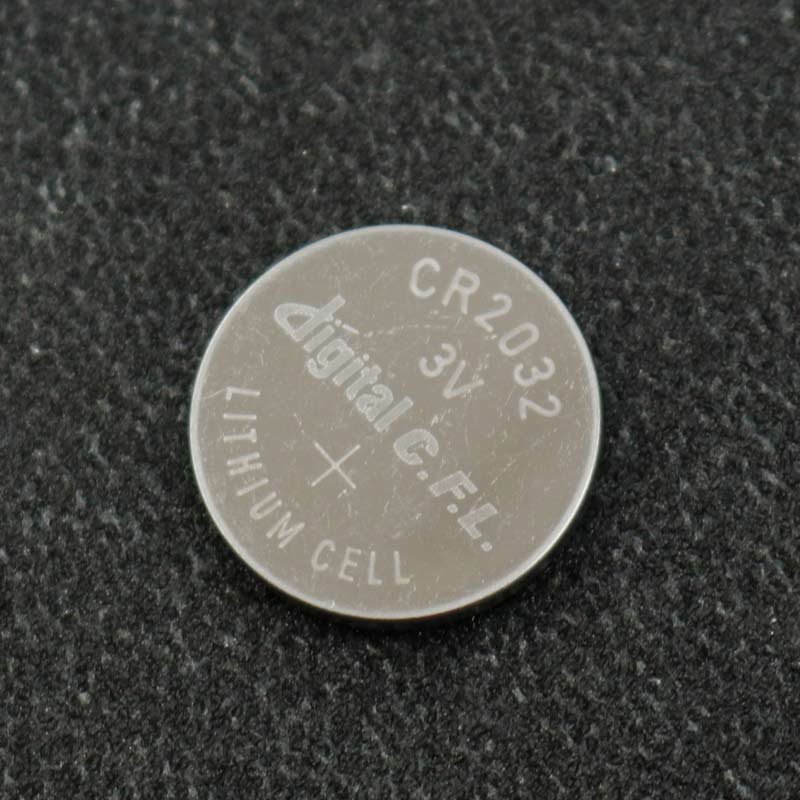 CR2032
3V
digital C.F.L.
+
LITHIUM CELL